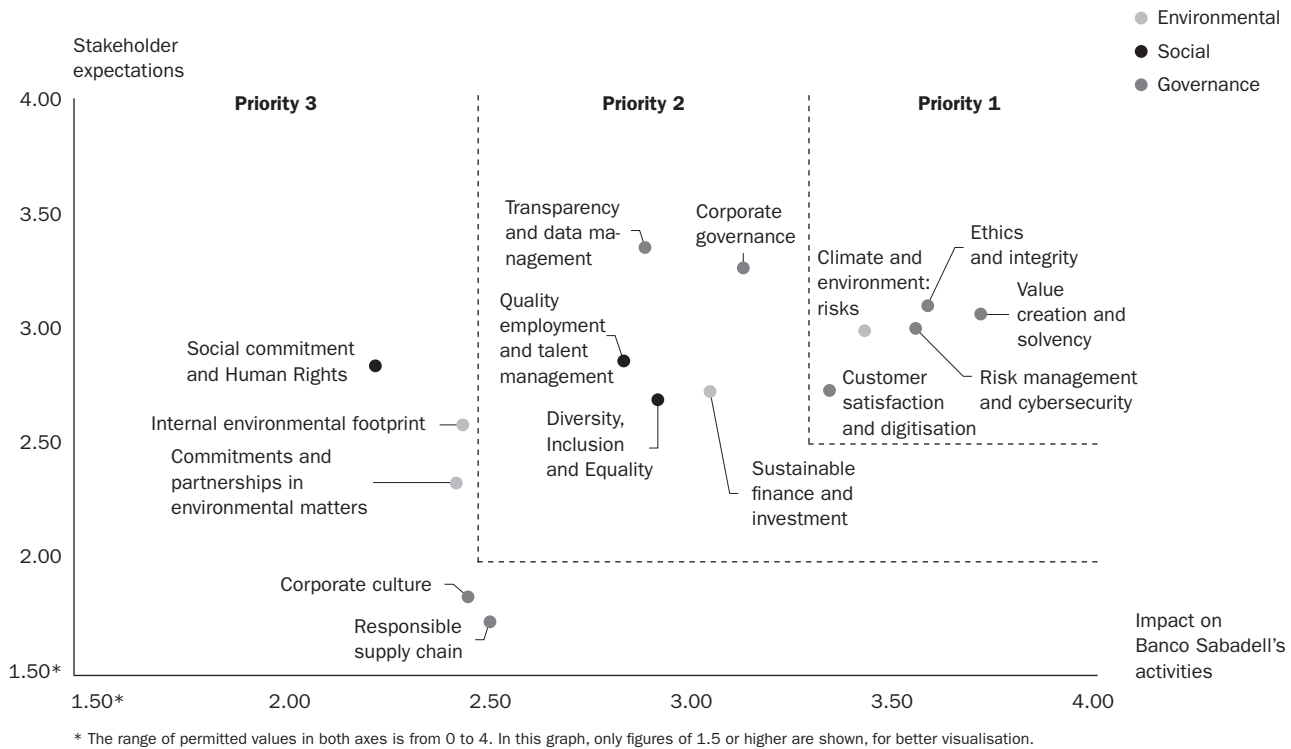 Environmental
Social
Governance
Stakeholder
expectations
Priority 3
Priority 2
Priority 1
4.00
3.50
3.00
2.50
2.00
1.50*
Transparency
and data ma-
nagement
Corporate
governance
Ethics
and integrity
Climate and
environment:
risks
Value
creation and
solvency
Quality
employment
and talent
management
Social commitment
and Human Rights
Risk management
and cybersecurity
Customer
satisfaction
and digitisation
Internal environmental footprint
Diversity,
Inclusion
and Equality
Commitments and
partnerships in
environmental matters
Sustainable
finance and
investment
Corporate culture
Responsible
supply chain
Impact on
Banco Sabadell's
activities
1.50*
2.00
2.50
3.00
3.50
4.00
* The range of permitted values in both axes is from 0 to 4. In this graph, only figures of 1.5 or higher are shown, for better visualisation.